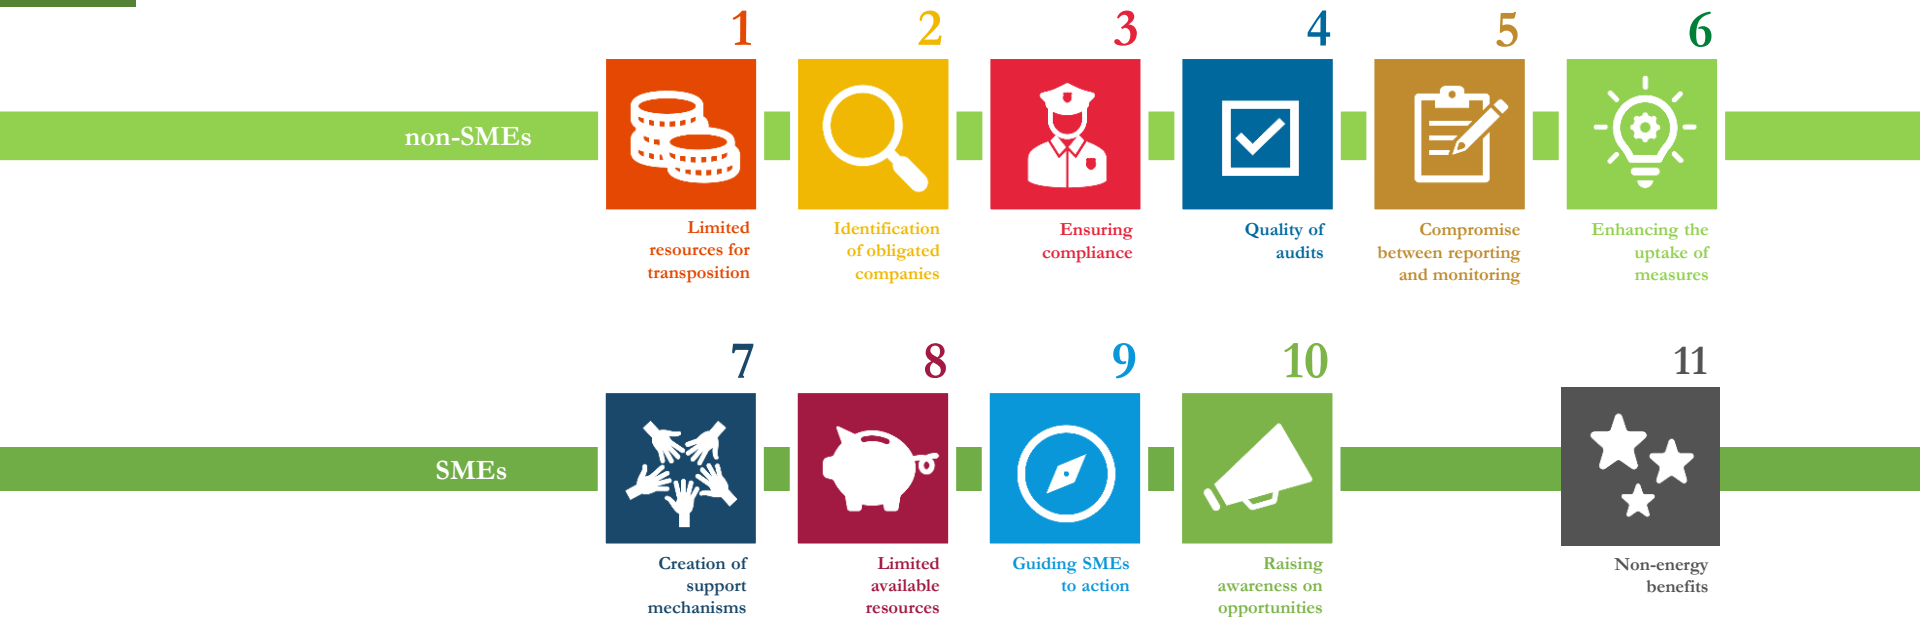 1
2
3
4
5
6
non-SMEs
Limited
resources for
transposition
Identification
of obligated
companies
Ensuring
compliance
Quality of
audits
Compromise
between reporting
and monitoring
Enhancing the
uptake of
measures
7
8
9
10
11
SMEs
Creation of
support
mechanisms
Limited
available
resources
Guiding SMEs
to action
Raising
awareness on
opportunities
Non-energy
benefits